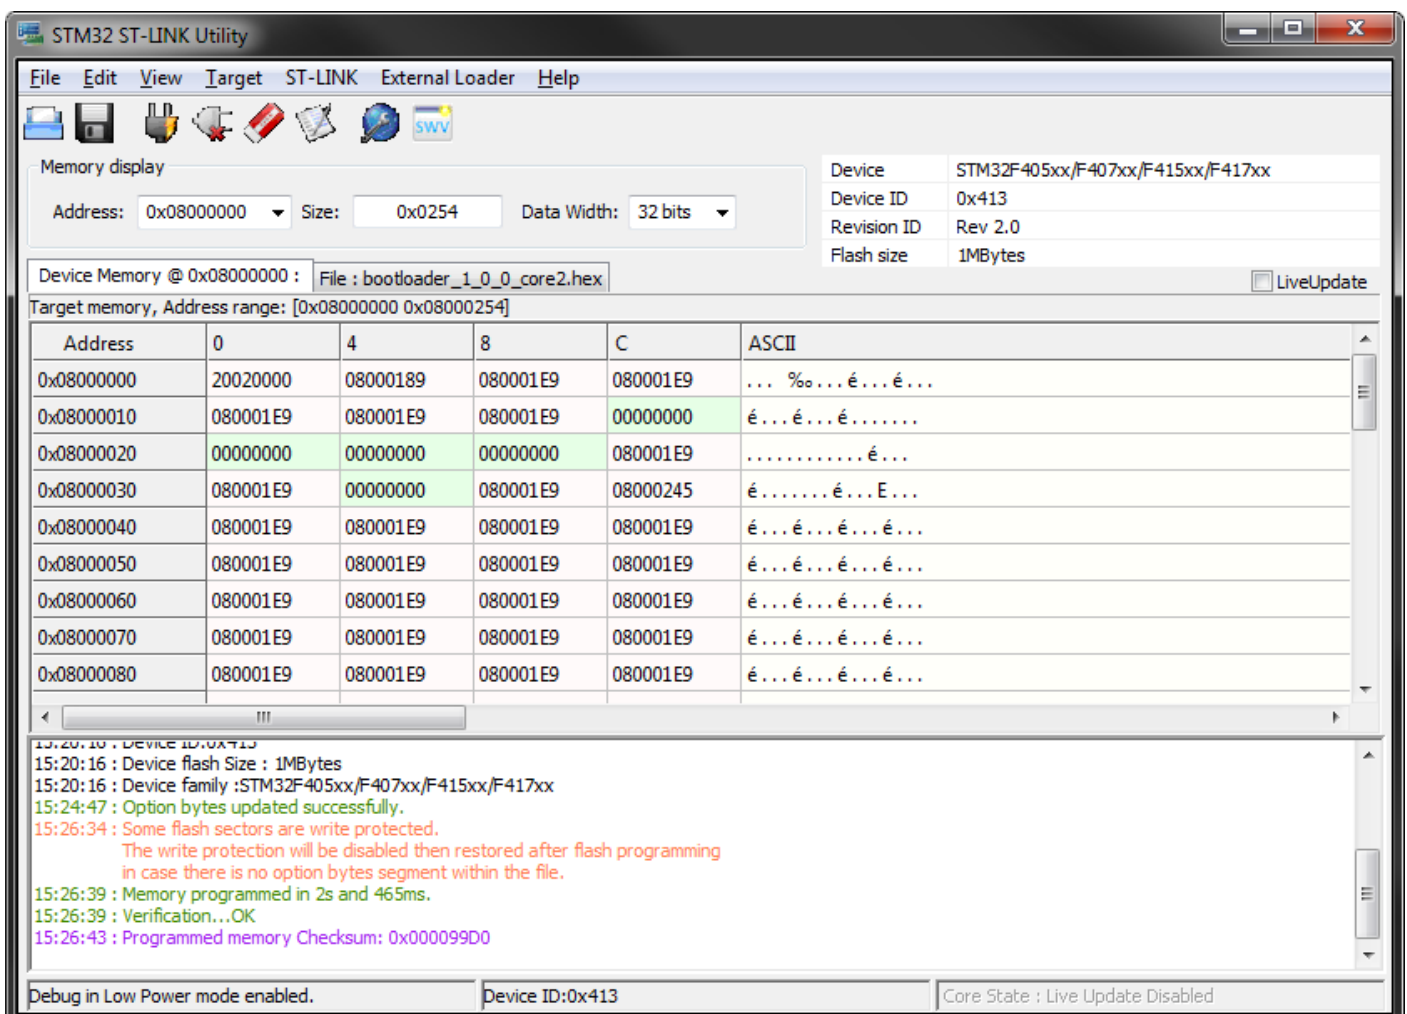 STM32 ST-LINK Utility
File Edit View Target ST-LINK External Loader Help
SWV
Memory display
Address: 0x08000000 Size: 0x0254 Data Width: 32 bits
Device STM32F405xx/F407xx/F415xx/F417xx
Device ID 0x413
Revision ID Rev 2.0
Flash size 1MBytes
Device Memory @ 0x08000000 : File : bootloader_1_0_0_core2.hex
LiveUpdate
Target memory, Address range: [0x08000000 0x08000254]
Address 0 4 8 C ASCII
0x08000000 20020000 08000189 080001E9 080001E9 ... ‰...é...é...
0x08000010 080001E9 080001E9 080001E9 00000000 é...é...é.......
0x08000020 00000000 00000000 00000000 080001E9 ............é...
0x08000030 080001E9 00000000 080001E9 08000245 é.......é...E...
0x08000040 080001E9 080001E9 080001E9 080001E9 é...é...é...é...
0x08000050 080001E9 080001E9 080001E9 080001E9 é...é...é...é...
0x08000060 080001E9 080001E9 080001E9 080001E9 é...é...é...é...
0x08000070 080001E9 080001E9 080001E9 080001E9 é...é...é...é...
0x08000080 080001E9 080001E9 080001E9 080001E9 é...é...é...é...
15:20:16 : Device ID:0x413
15:20:16 : Device flash Size : 1MBytes
15:20:16 : Device family :STM32F405xx/F407xx/F415xx/F417xx
15:24:47 : Option bytes updated successfully.
15:26:34 : Some flash sectors are write protected.
The write protection will be disabled then restored after flash programming
in case there is no option bytes segment within the file.
15:26:39 : Memory programmed in 2s and 465ms.
15:26:39 : Verification...OK
15:26:43 : Programmed memory Checksum: 0x000099D0
Debug in Low Power mode enabled. Device ID:0x413 Core State : Live Update Disabled